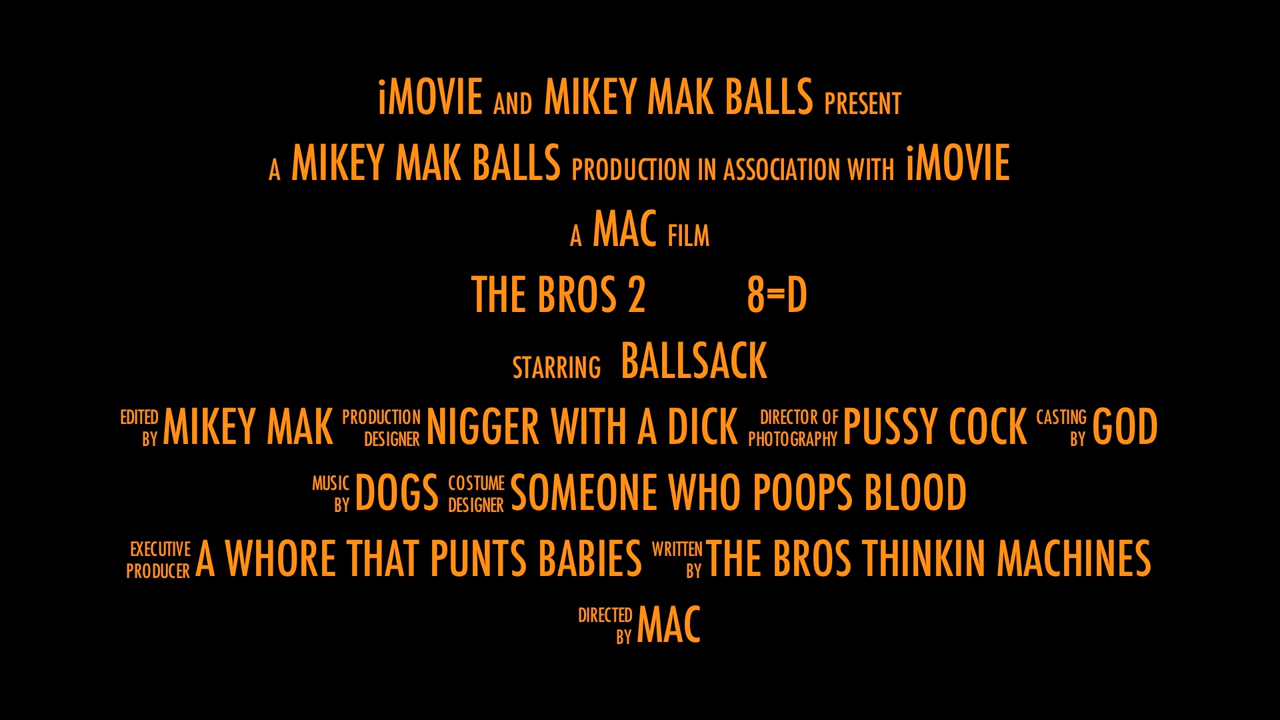 iMOVIE AND MIKEY MAK BALLS PRESENT
A MIKEY MAK BALLS PRODUCTION IN ASSOCIATION WITH iMOVIE
A MAC FILM
THE BROS 2 8=D
STARRING BALLSACK
EDITED BY MIKEY MAK PRODUCTION DESIGNER NIGGER WITH A DICK DIRECTOR OF PHOTOGRAPHY PUSSY COCK CASTING BY GOD
MUSIC BY DOGS COSTUME DESIGNER SOMEONE WHO POOPS BLOOD
EXECUTIVE PRODUCER A WHORE THAT PUNTS BABIES WRITTEN BY THE BROS THINKIN MACHINES
DIRECTED BY MAC